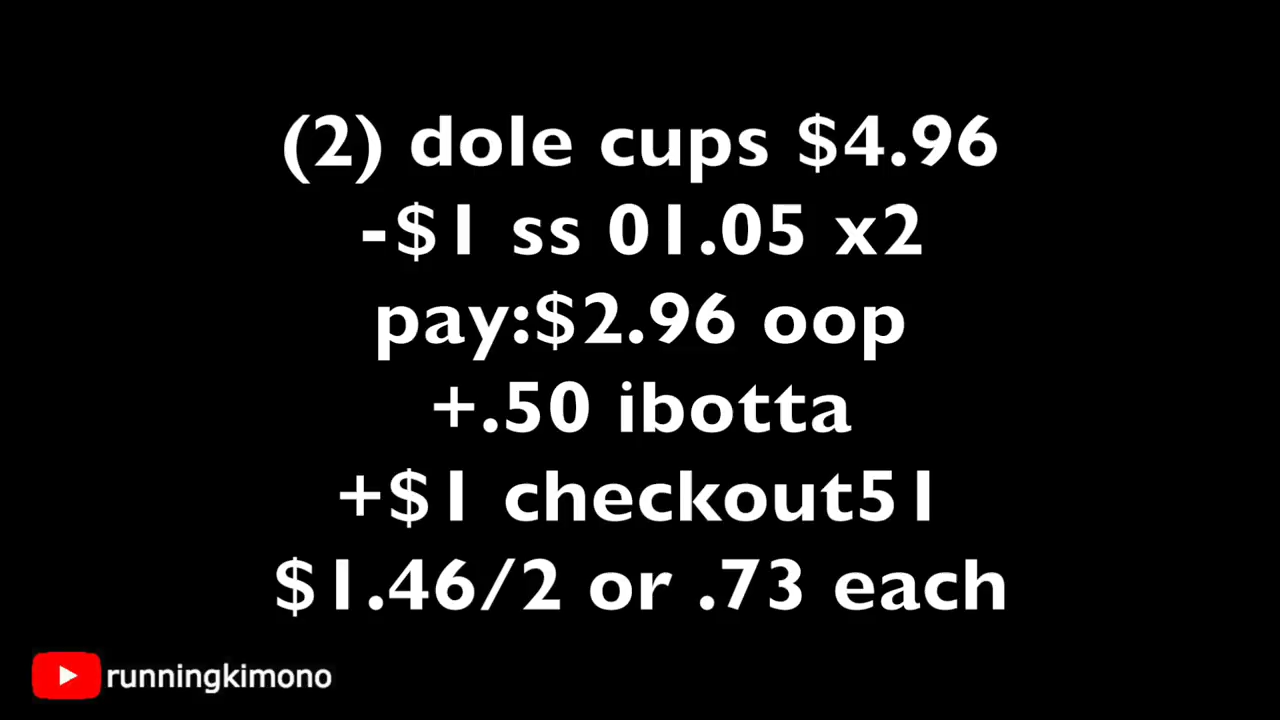 (2) dole cups $4.96
-$1 ss 01.05 x2
pay:$2.96 oop
+.50 ibotta
+$1 checkout51
$1.46/2 or .73 each
runningkimono